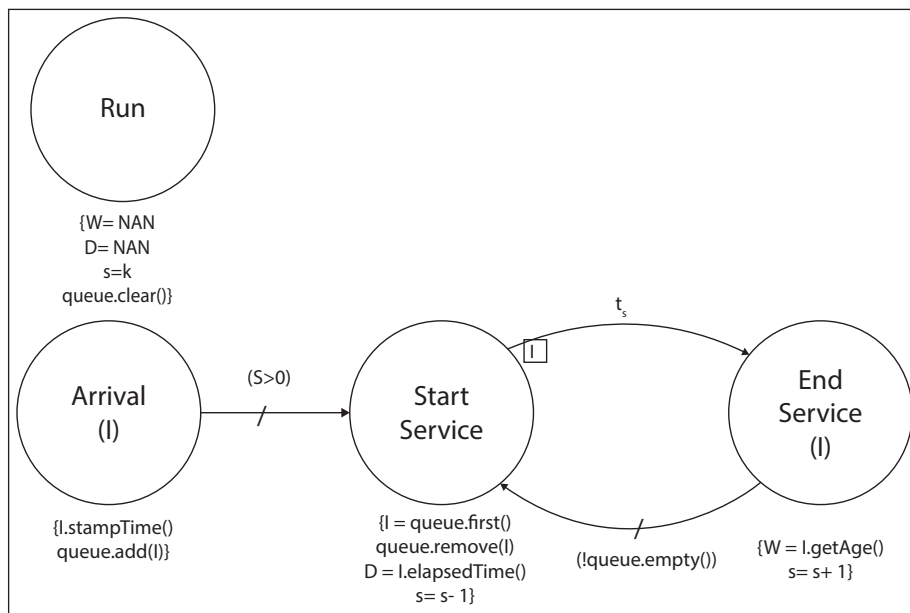 Run
{W= NAN
D= NAN
s=k
queue.clear()}
t_s
I
(S>0)
Arrival
(I)
Start
Service
End
Service
(I)
{I.stampTime()
queue.add(I)}
{I = queue.first()
queue.remove(I)
D = I.elapsedTime()
s= s- 1}
(!queue.empty())
{W = I.getAge()
s= s+ 1}